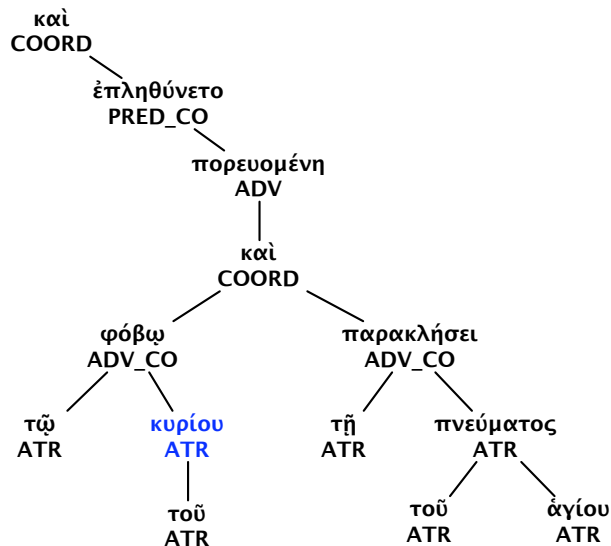 καὶ
COORD
ἐπληθύνετο
PRED_CO
πορευομένη
ADV
καὶ
COORD
φόβῳ παρακλήσει
ADV_CO ADV_CO
τῷ κυρίου τῇ πνεύματος
ATR ATR ATR ATR
τοῦ τοῦ ἁγίου
ATR ATR ATR